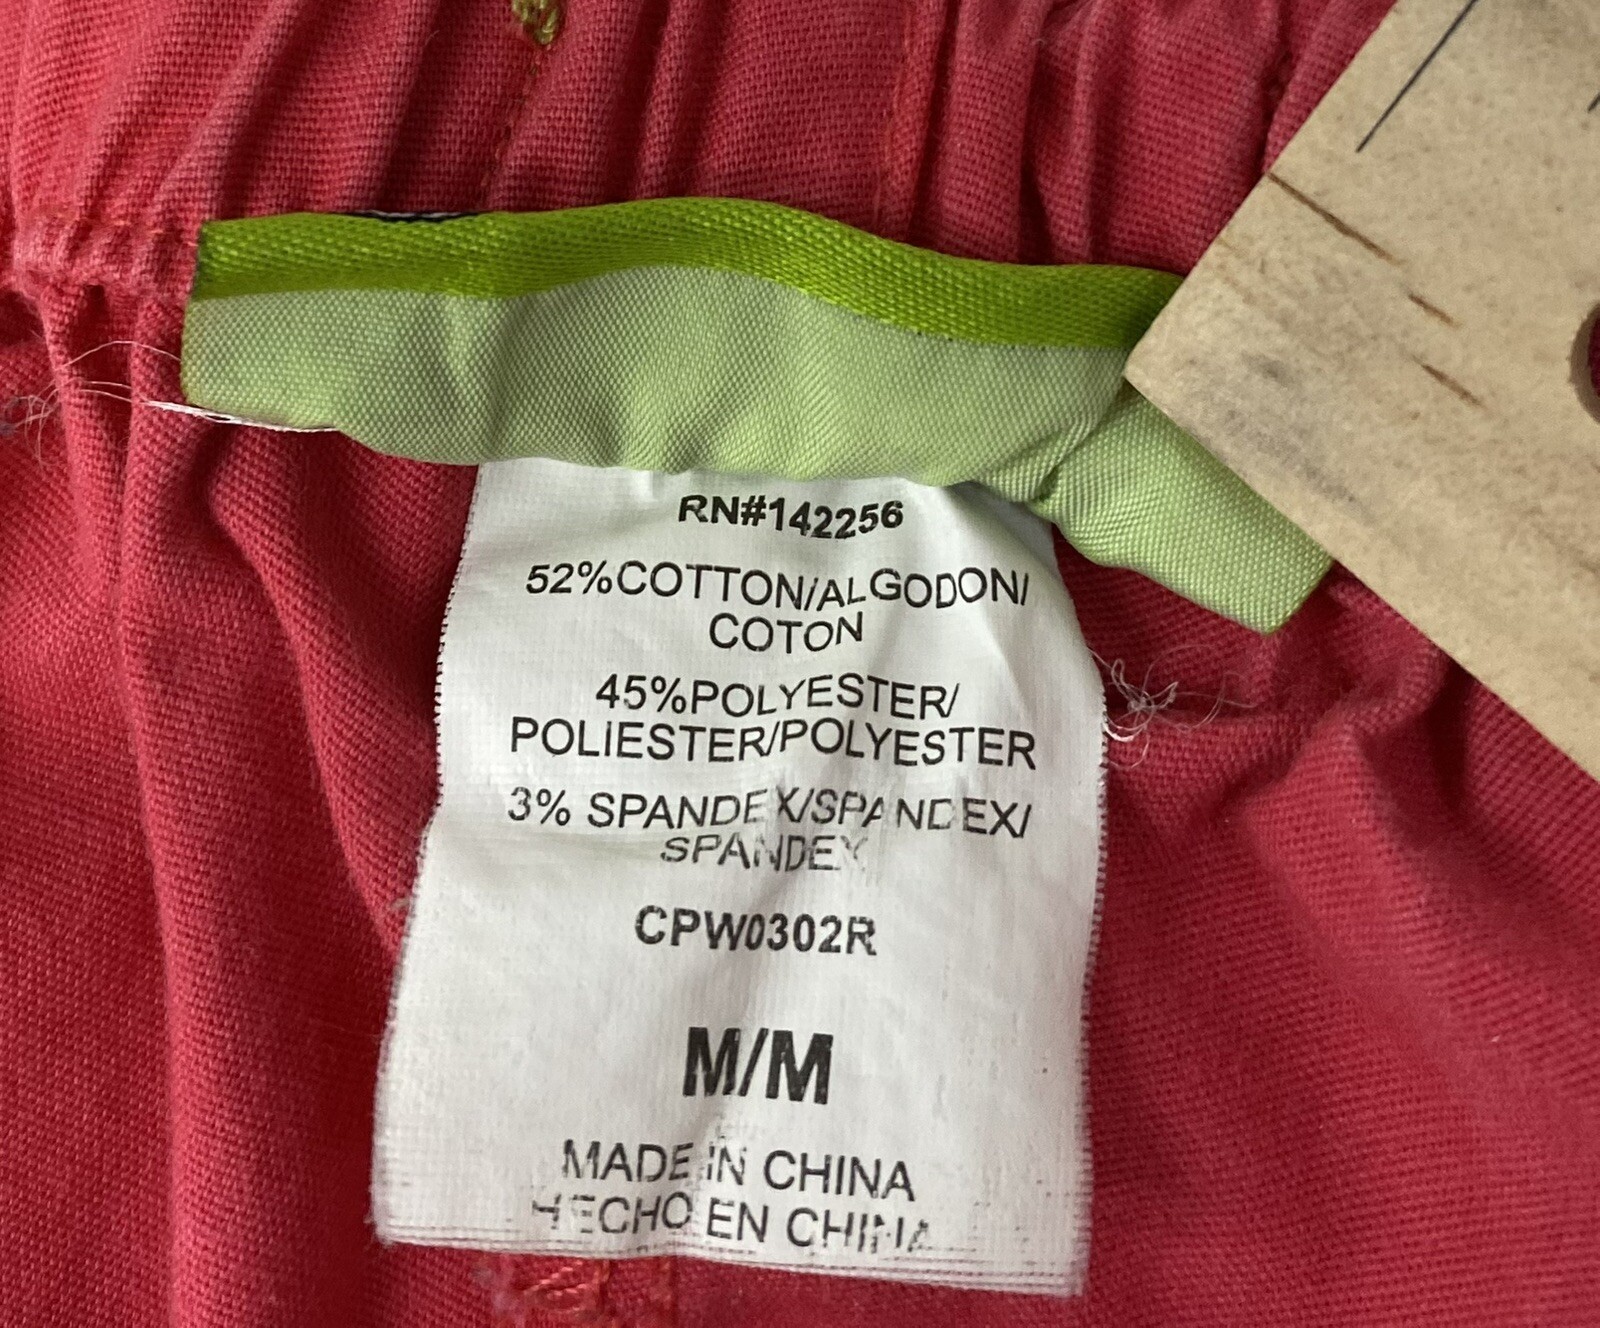 RN#142256
52%COTTON/ALGODON/
COTON
45%POLYESTER/
POLIESTER/POLYESTER
3% SPANDEX/SPANDEX/
SPANDEX
CPW0302R
M/M
MADE IN CHINA
HECHO EN CHINA